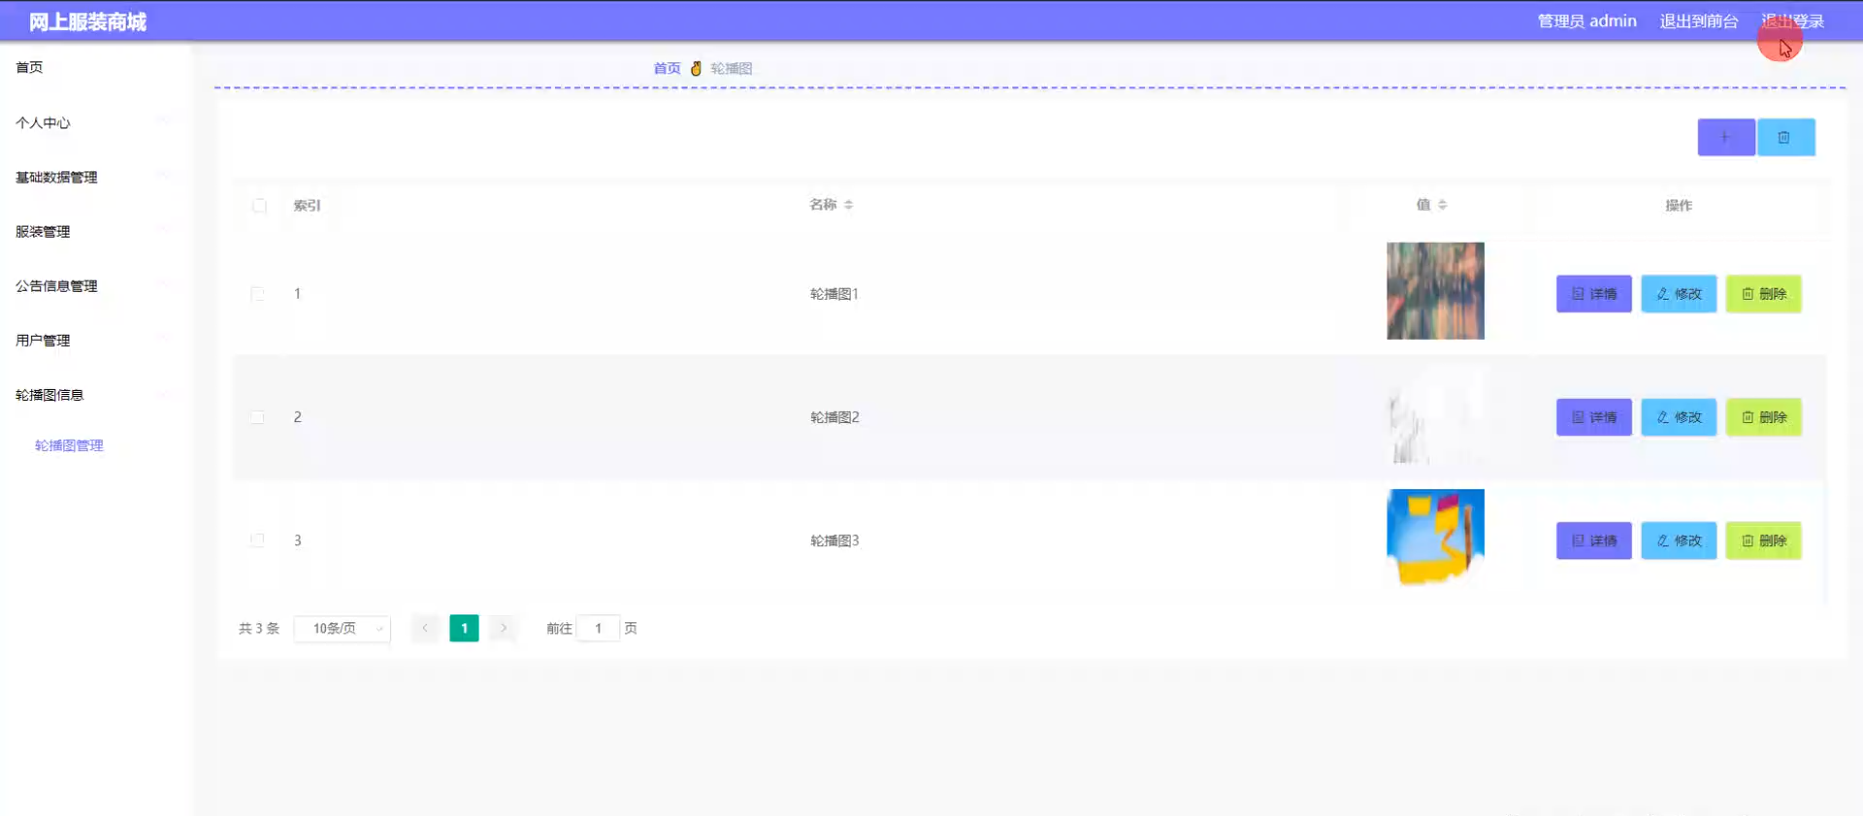 网上服装商城
管理员 admin 退出到前台 退出登录
首页
首页 轮播图
个人中心
基础数据管理
服装管理
公告信息管理
用户管理
轮播图信息
轮播图管理
索引 名称 值 操作
1 轮播图1 详情 修改 删除
2 轮播图2 详情 修改 删除
3 轮播图3 详情 修改 删除
共 3 条 10条/页 1 前往 1 页